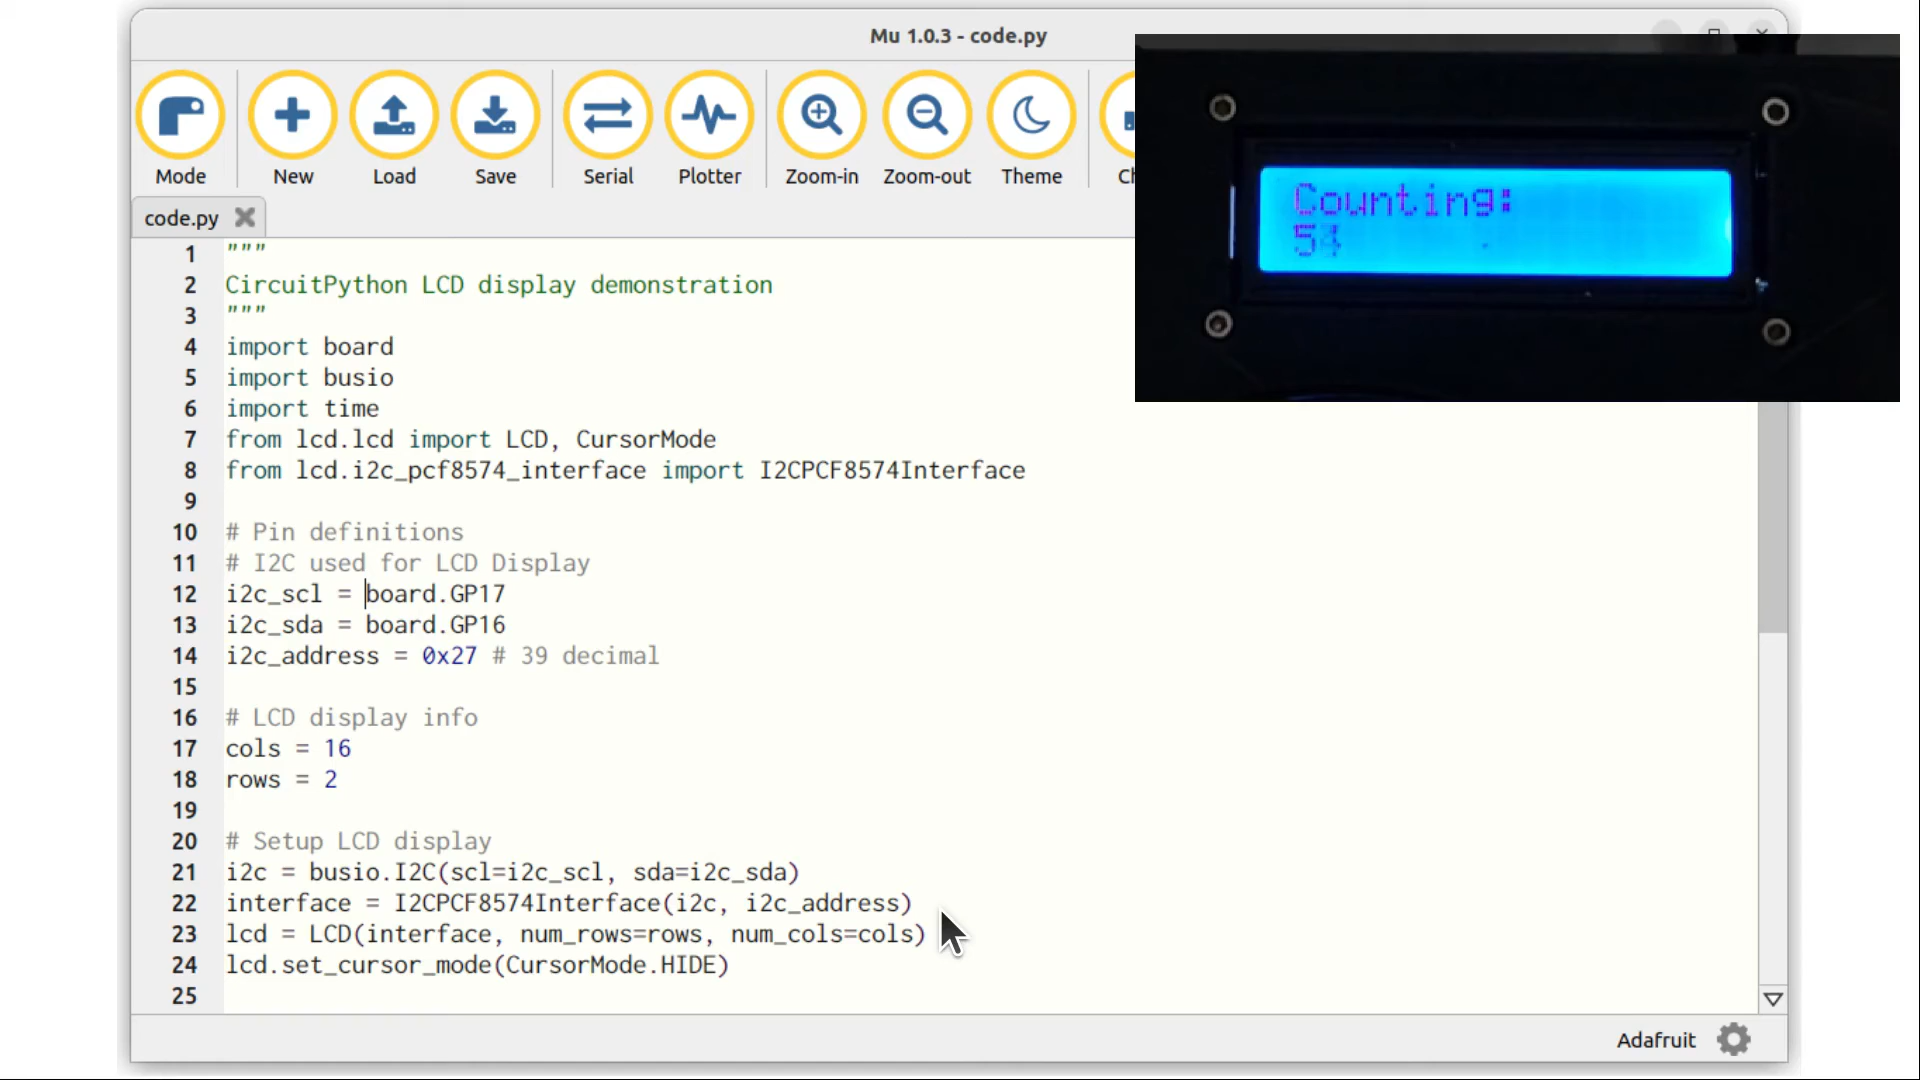 Mu 1.0.3 - code.py
Mode
New
Load
Save
Serial
Plotter
Zoom-in
Zoom-out
Theme
Counting:
code.py
1 """
2 CircuitPython LCD display demonstration
3 """
4 import board
5 import busio
6 import time
7 from lcd.lcd import LCD, CursorMode
8 from lcd.i2c_pcf8574_interface import I2CPCF8574Interface
9
10 # Pin definitions
11 # I2C used for LCD Display
12 i2c_scl = board.GP17
13 i2c_sda = board.GP16
14 i2c_address = 0x27 # 39 decimal
15
16 # LCD display info
17 cols = 16
18 rows = 2
19
20 # Setup LCD display
21 i2c = busio.I2C(scl=i2c_scl, sda=i2c_sda)
22 interface = I2CPCF8574Interface(i2c, i2c_address)
23 lcd = LCD(interface, num_rows=rows, num_cols=cols)
24 lcd.set_cursor_mode(CursorMode.HIDE)
25
Adafruit